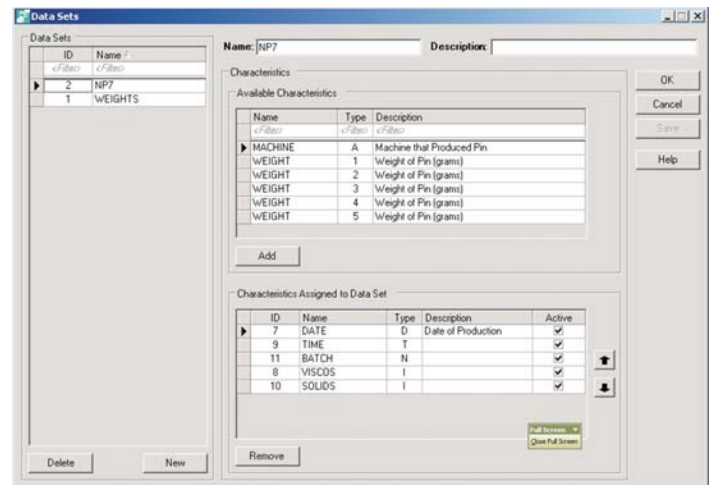 Data Sets
Data Sets
ID Name
<Filter> <Filter>
2 NP7
1 WEIGHTS
Delete New
Name: NP7 Description:
Characteristics
Available Characteristics
Name Type Description
<Filter> <Filter> <Filter>
MACHINE A Machine that Produced Pin
WEIGHT 1 Weight of Pin (grams)
WEIGHT 2 Weight of Pin (grams)
WEIGHT 3 Weight of Pin (grams)
WEIGHT 4 Weight of Pin (grams)
WEIGHT 5 Weight of Pin (grams)
Add
Characteristics Assigned to Data Set
ID Name Type Description Active
7 DATE D Date of Production
9 TIME T
11 BATCH N
8 VISCOS I
10 SOLIDS I
Full Screen
Close Full Screen
Remove
OK
Cancel
Save
Help